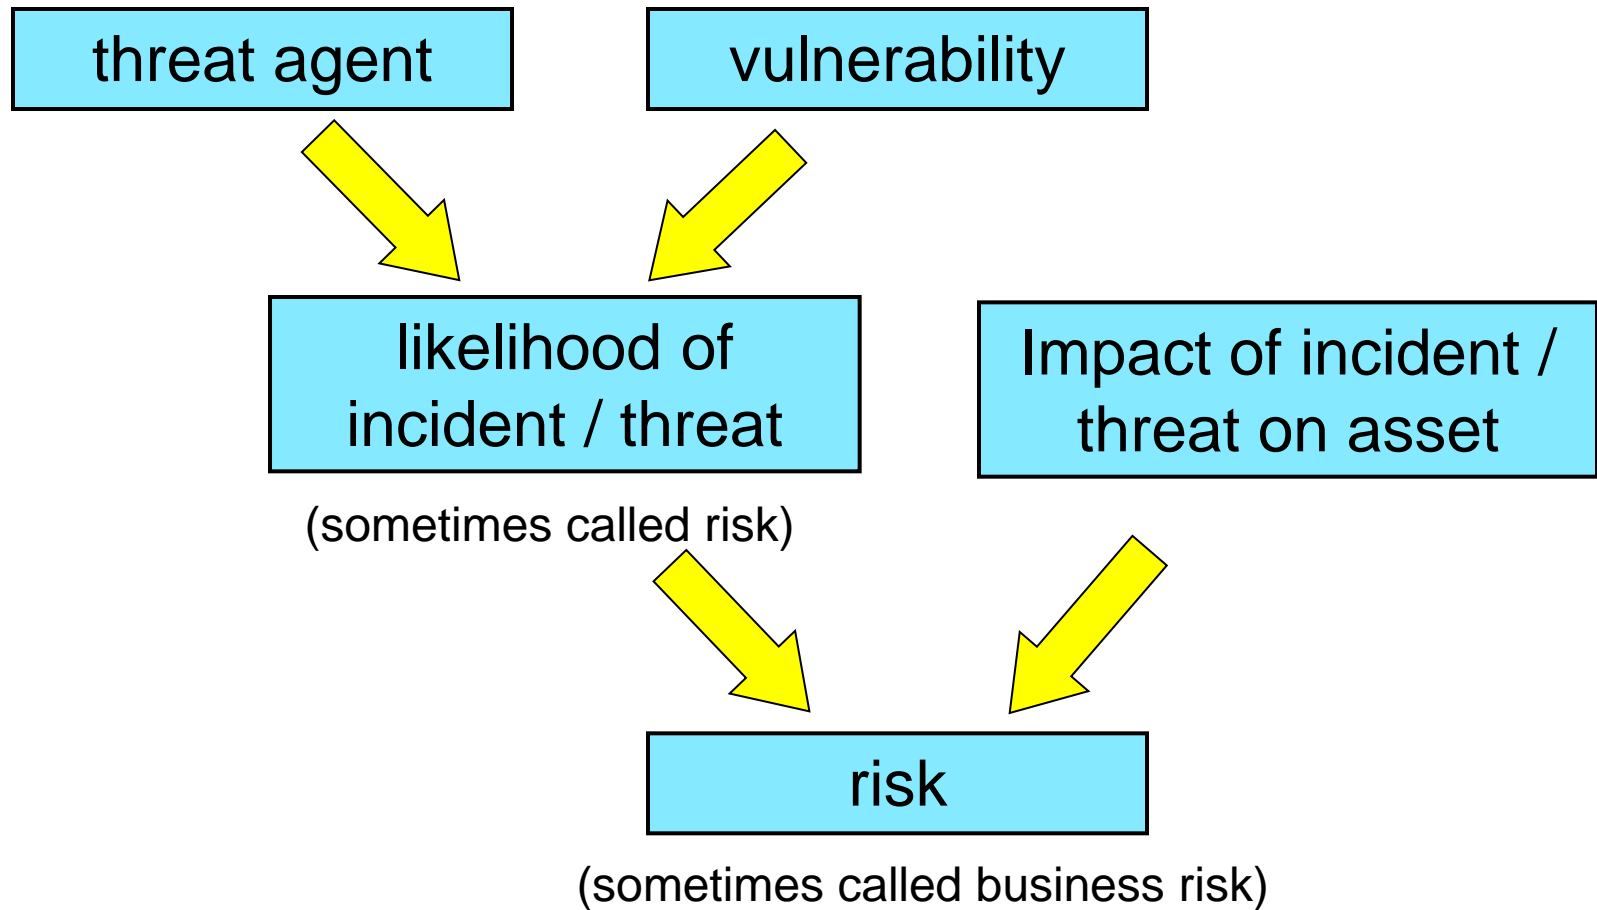 threat agent
vulnerability
likelihood of
incident / threat
(sometimes called risk)
Impact of incident /
threat on asset
risk
(sometimes called business risk)